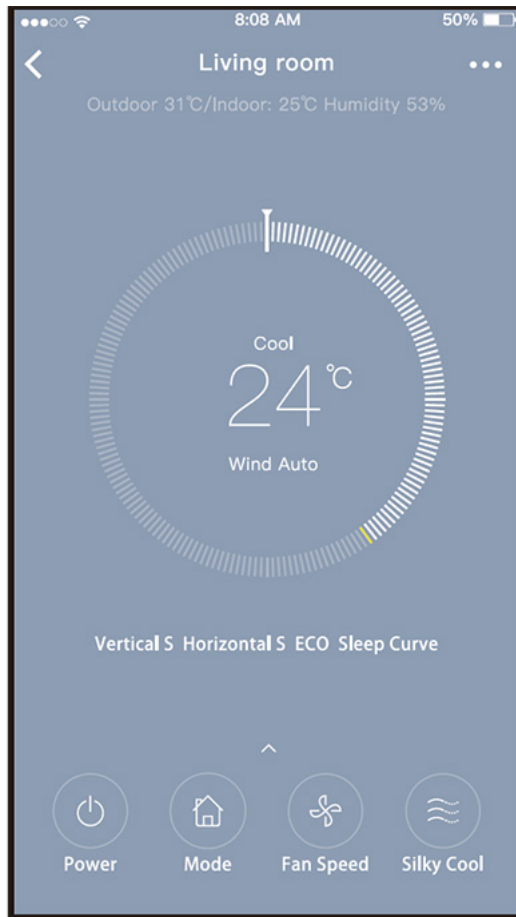 8:08 AM 50%
Living room
Outdoor 31℃/Indoor: 25℃ Humidity 53%
Cool
24℃
Wind Auto
Vertical S Horizontal S ECO Sleep Curve
Power Mode Fan Speed Silky Cool